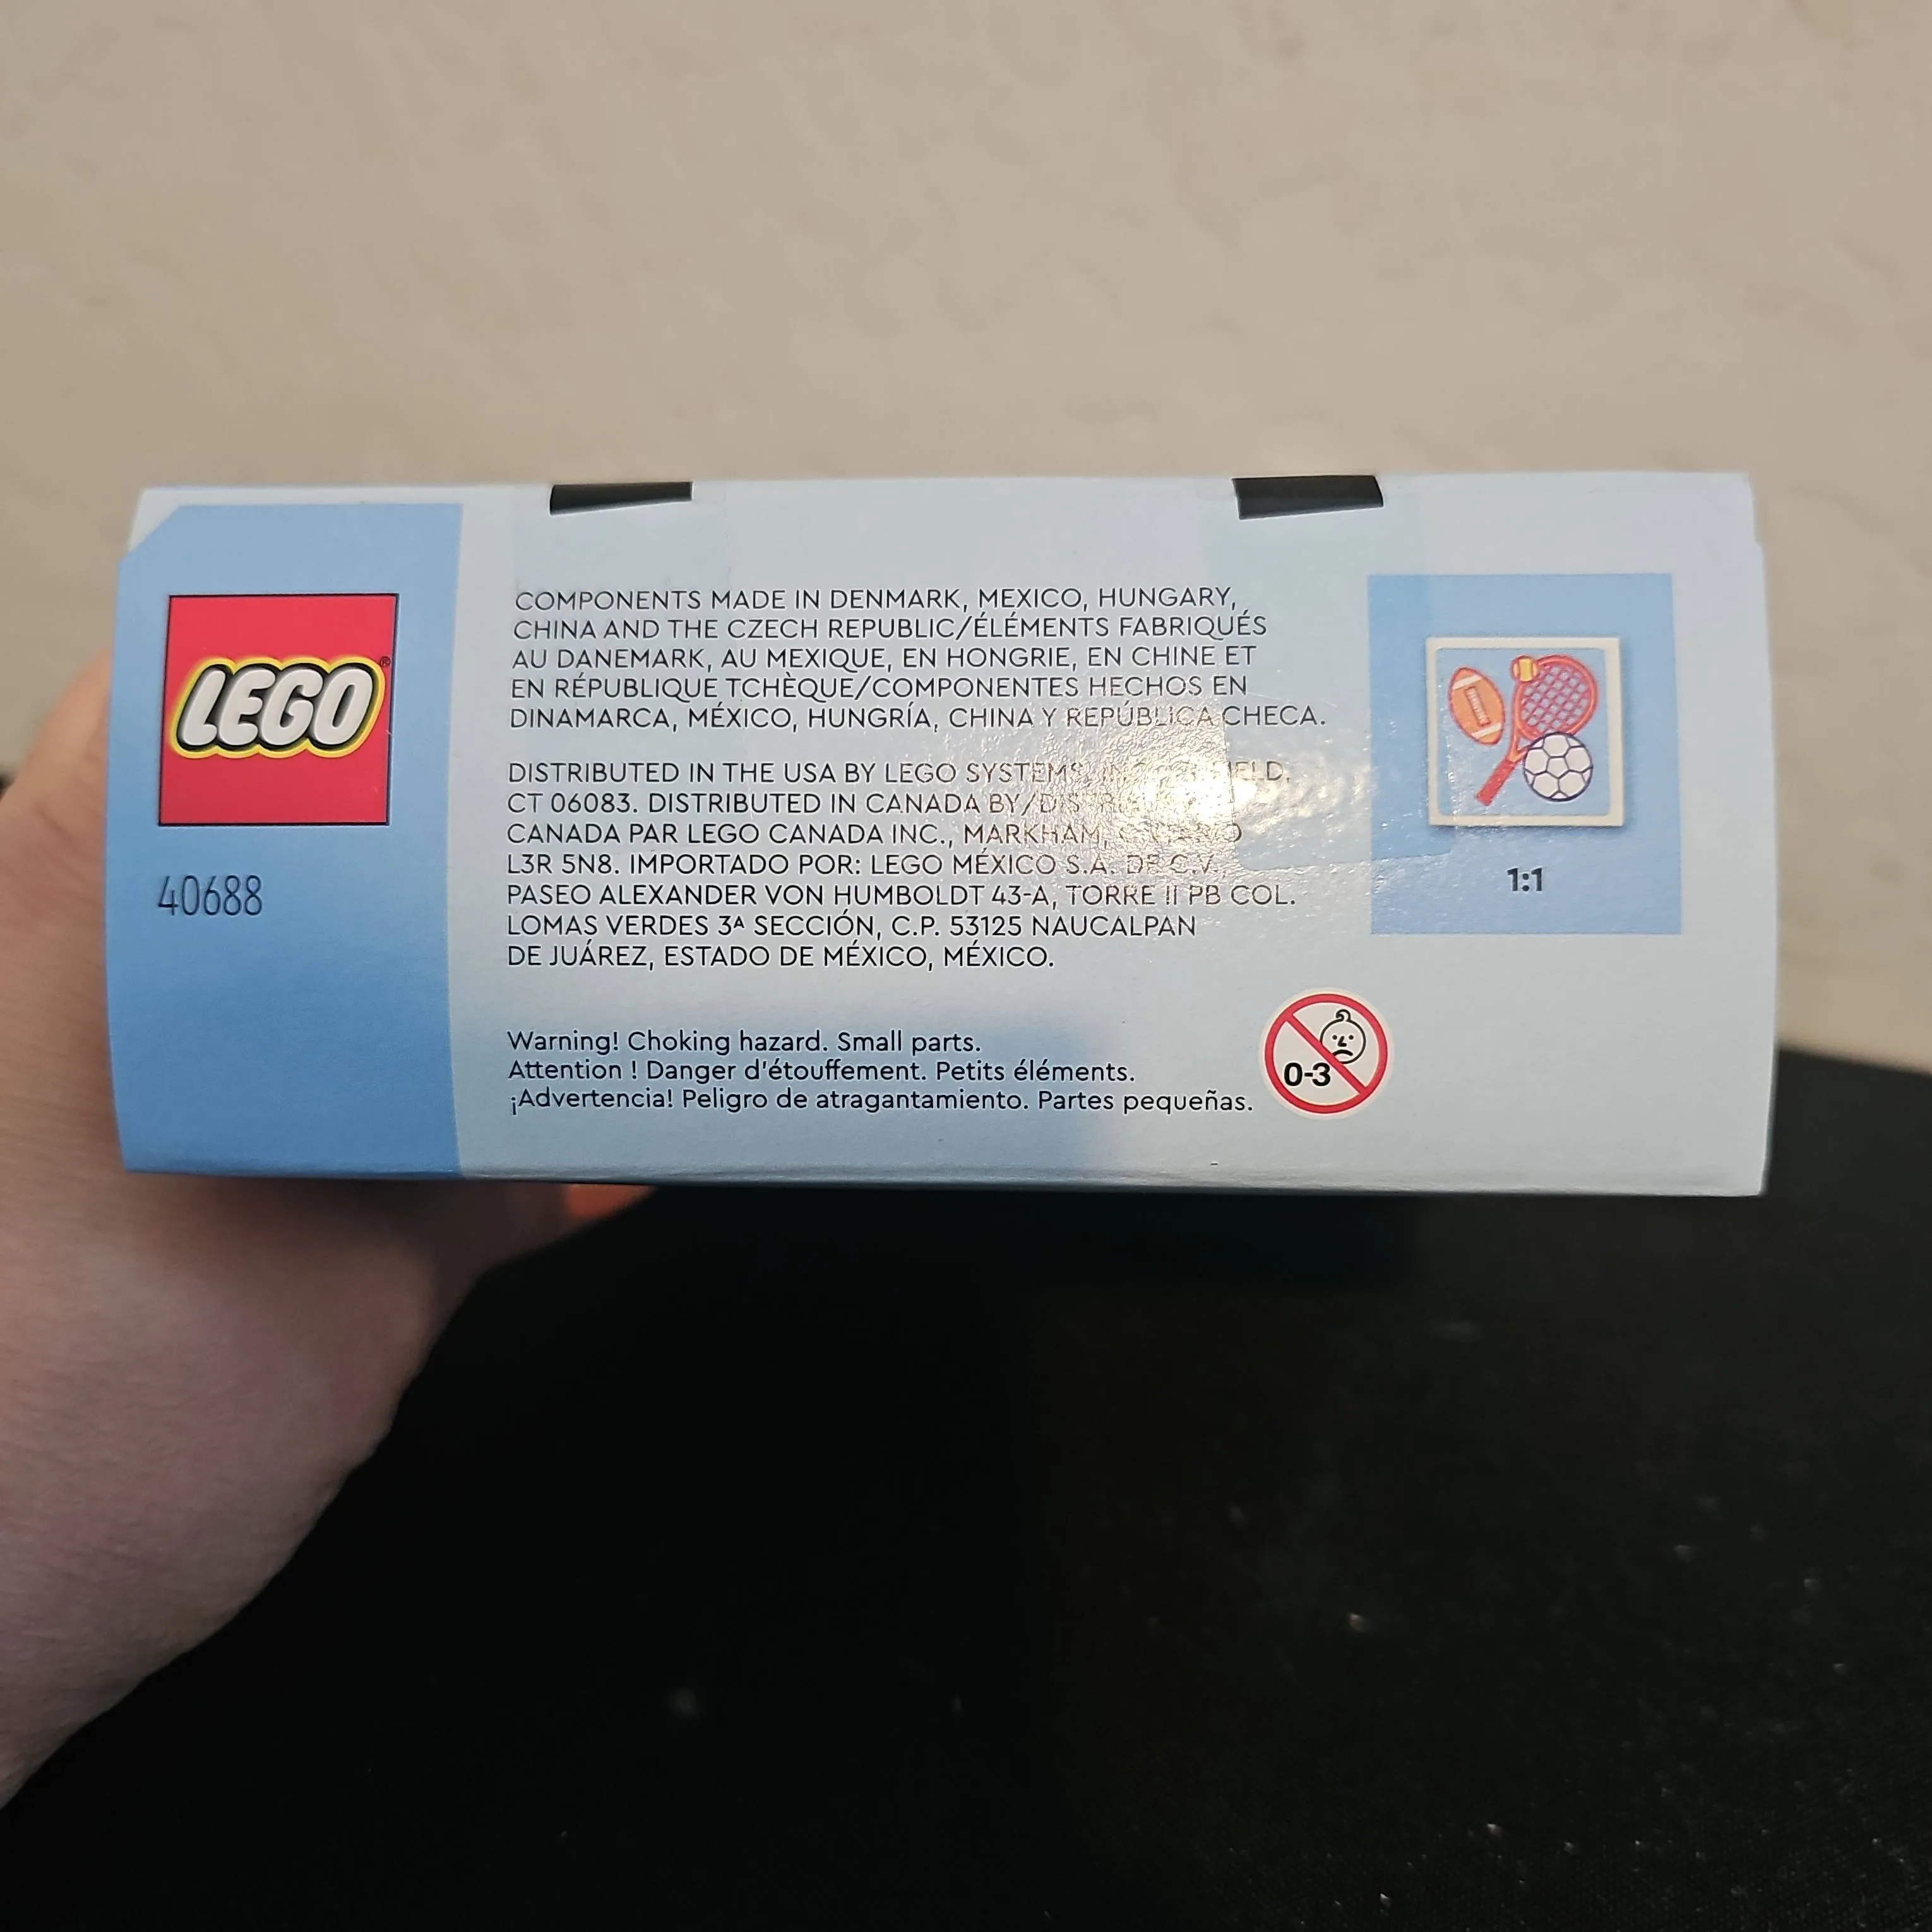 LEGO®
40688
COMPONENTS MADE IN DENMARK, MEXICO, HUNGARY,
CHINA AND THE CZECH REPUBLIC/ÉLÉMENTS FABRIQUÉS
AU DANEMARK, AU MEXIQUE, EN HONGRIE, EN CHINE ET
EN RÉPUBLIQUE TCHÈQUE/COMPONENTES HECHOS EN
DINAMARCA, MÉXICO, HUNGRÍA, CHINA Y REPÚBLICA CHECA.
DISTRIBUTED IN THE USA BY LEGO SYSTEMS,
CT 06083. DISTRIBUTED IN CANADA BY/
CANADA PAR LEGO CANADA INC., MARKHAM,
L3R 5N8. IMPORTADO POR: LEGO MÉXICO S.A. DE C.V.,
PASEO ALEXANDER VON HUMBOLDT 43-A, TORRE II PB COL.
LOMAS VERDES 3ª SECCIÓN, C.P. 53125 NAUCALPAN
DE JUÁREZ, ESTADO DE MÉXICO, MÉXICO.
Warning! Choking hazard. Small parts.
Attention ! Danger d'étouffement. Petits éléments.
¡Advertencia! Peligro de atragantamiento. Partes pequeñas.
0-3
1:1